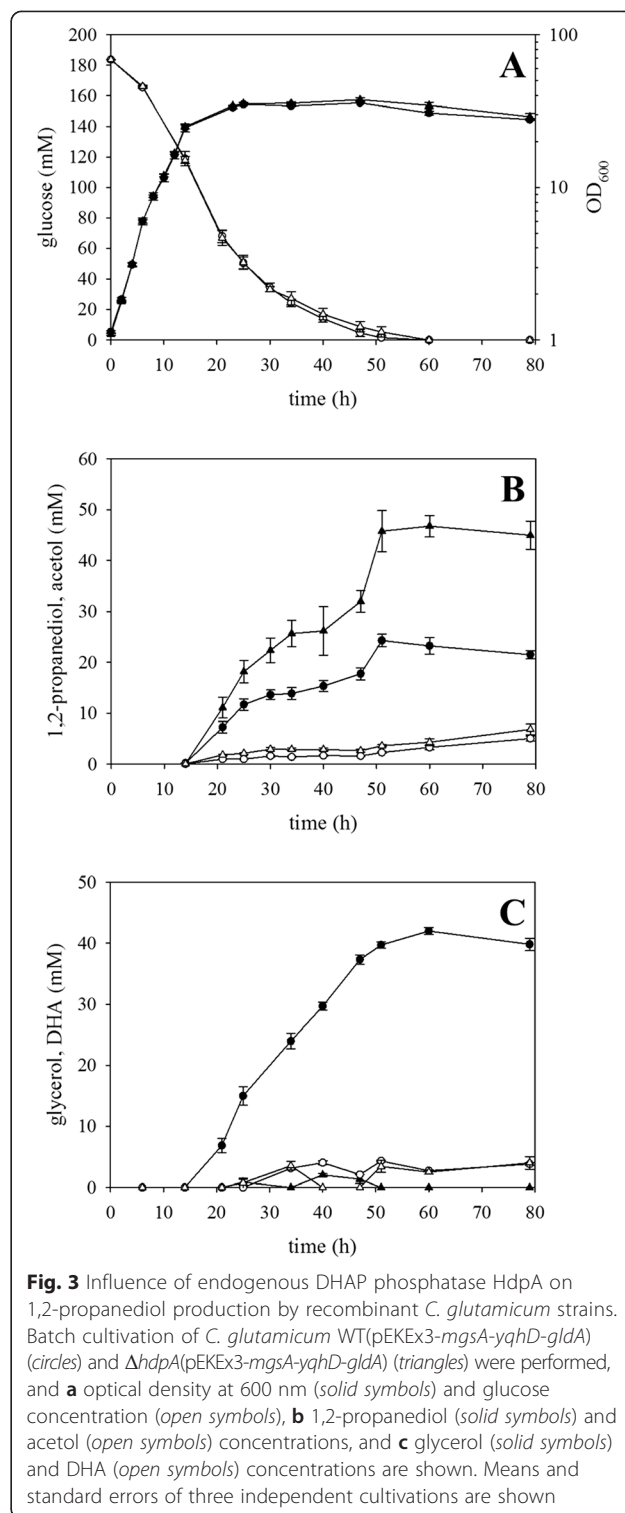 A
200
180
160
140
120
100
80
60
40
20
0
glucose (mM)
100
10
1
OD600
0 10 20 30 40 50 60 70 80
time (h)
B
60
50
40
30
20
10
0
1,2-propanediol, acetol (mM)
0 10 20 30 40 50 60 70 80
time (h)
C
50
40
30
20
10
0
glycerol, DHA (mM)
0 10 20 30 40 50 60 70 80
time (h)
Fig. 3 Influence of endogenous DHAP phosphatase HdpA on
1,2-propanediol production by recombinant C. glutamicum strains.
Batch cultivation of C. glutamicum WT(pEKEx3-mgsA-yqhD-gldA)
(circles) and ΔhdpA(pEKEx3-mgsA-yqhD-gldA) (triangles) were performed,
and a optical density at 600 nm (solid symbols) and glucose
concentration (open symbols), b 1,2-propanediol (solid symbols) and
acetol (open symbols) concentrations, and c glycerol (solid symbols)
and DHA (open symbols) concentrations are shown. Means and
standard errors of three independent cultivations are shown